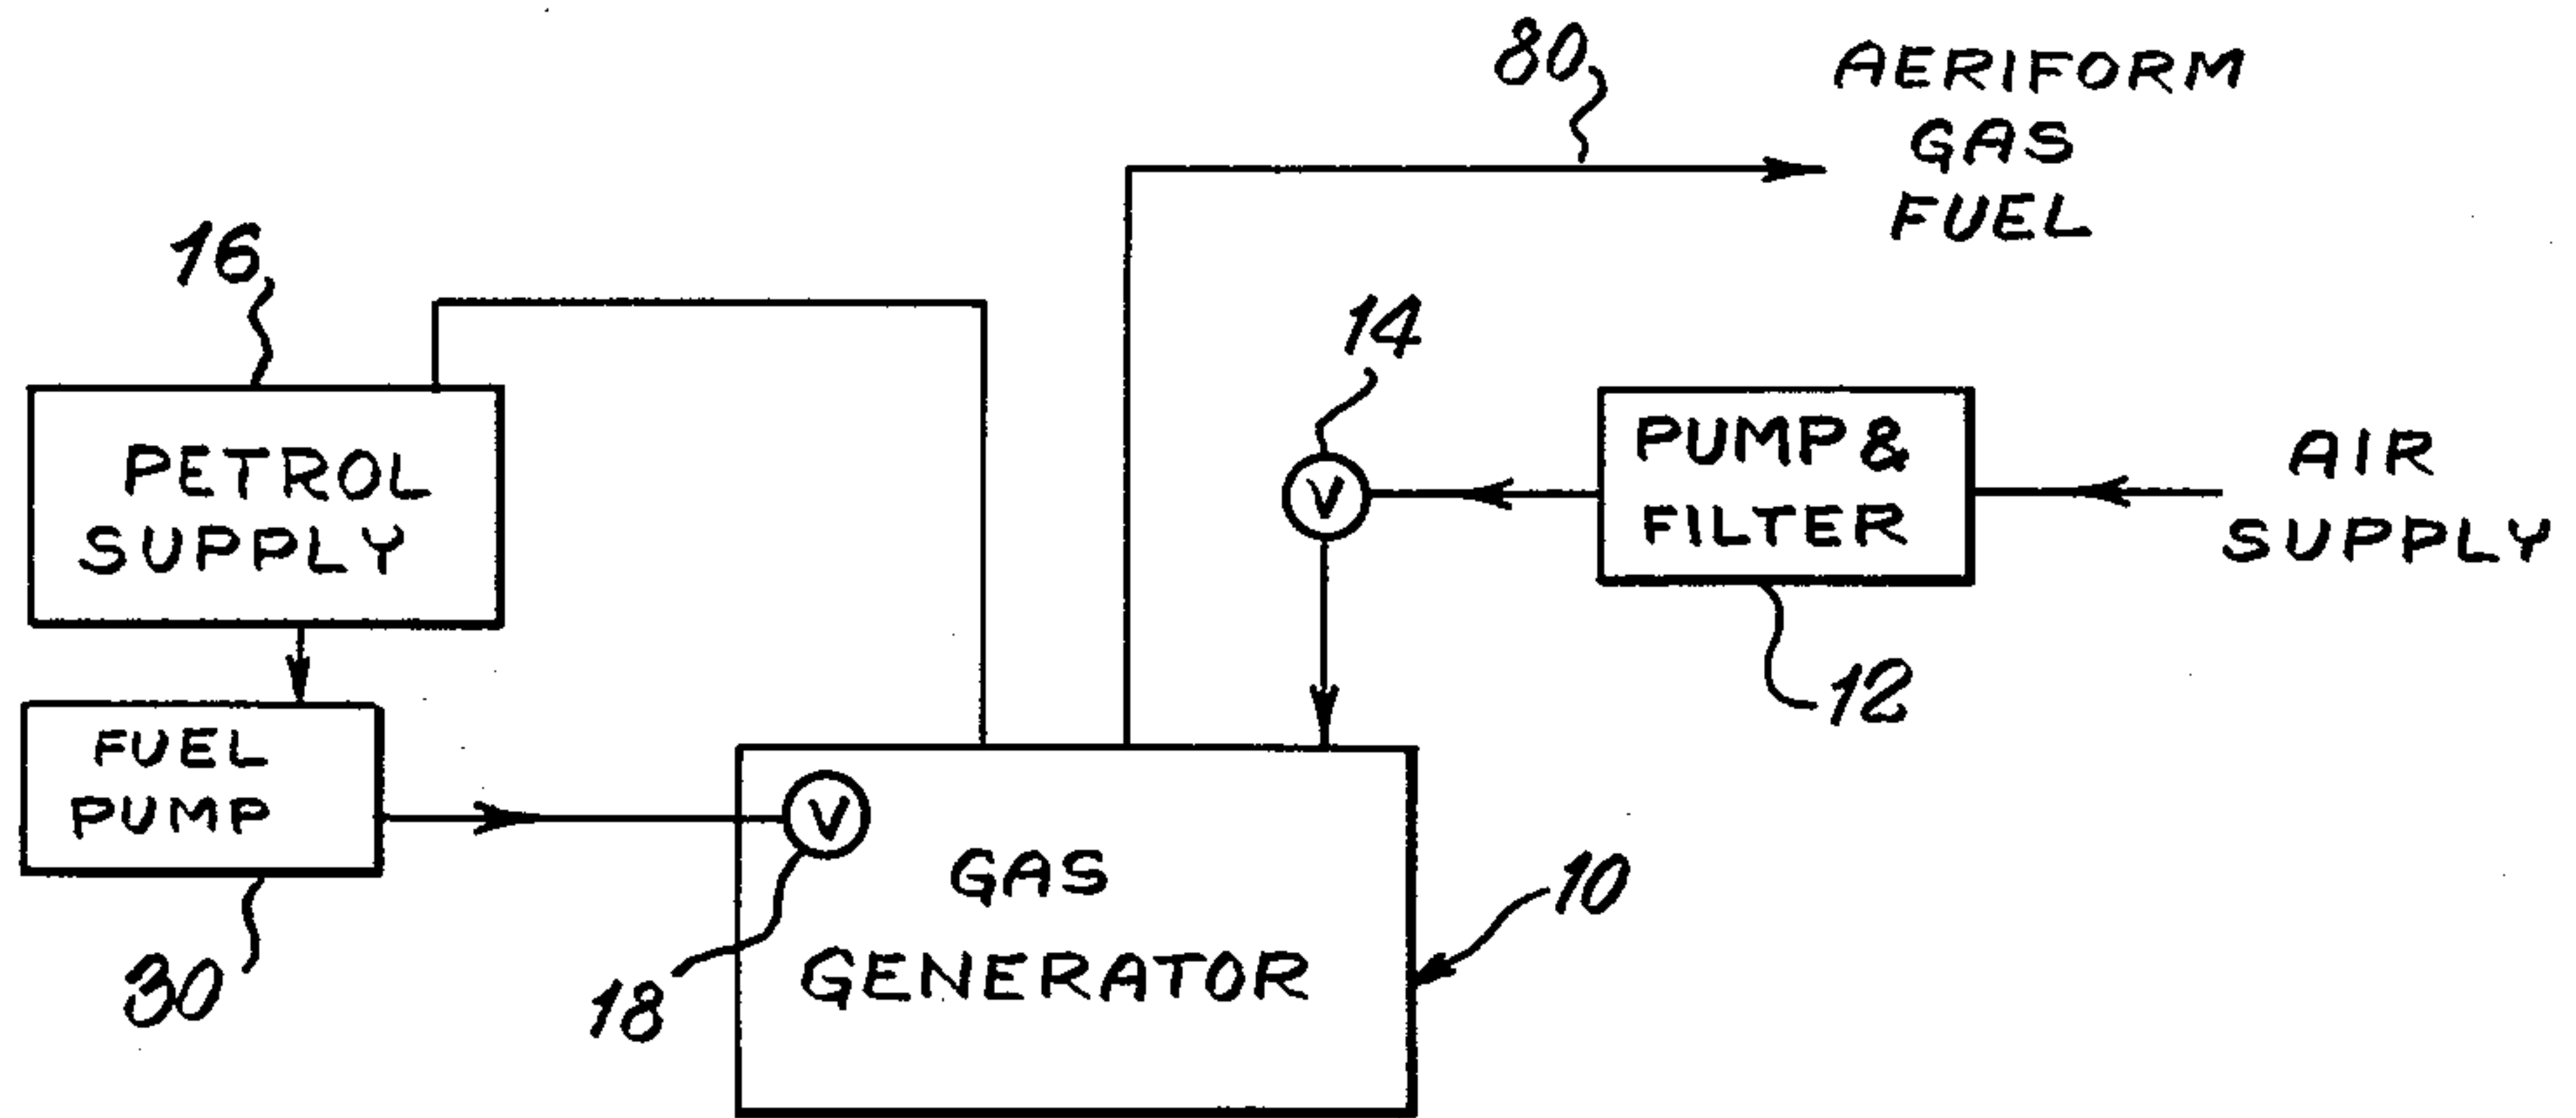 80
AERIFORM
GAS
FUEL
16
14
PETROL
SUPPLY
V
PUMP &
FILTER
AIR
SUPPLY
12
FUEL
PUMP
30
V
18
GAS
GENERATOR
10